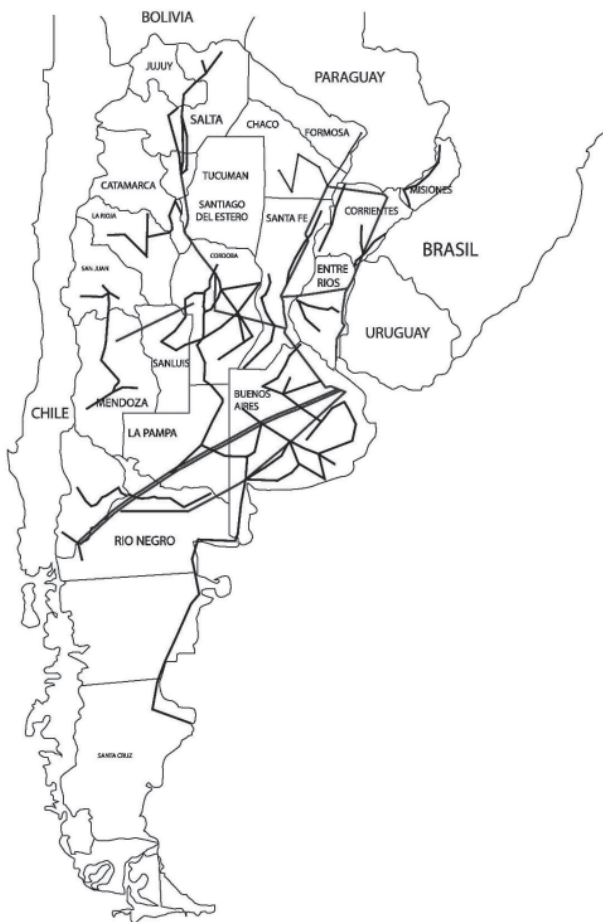 BOLIVIA
JUJUY
PARAGUAY
SALTA
CHACO
FORMOSA
TUCUMAN
CATAMARCA
MISIONES
SANTIAGO
DEL ESTERO
SANTA FE
CORRIENTES
LA RIOJA
BRASIL
CORDOBA
ENTRE
RIOS
SAN JUAN
URUGUAY
SANLUIS
MENDOZA
BUENOS
AIRES
CHILE
LA PAMPA
RIO NEGRO
SANTA CRUZ